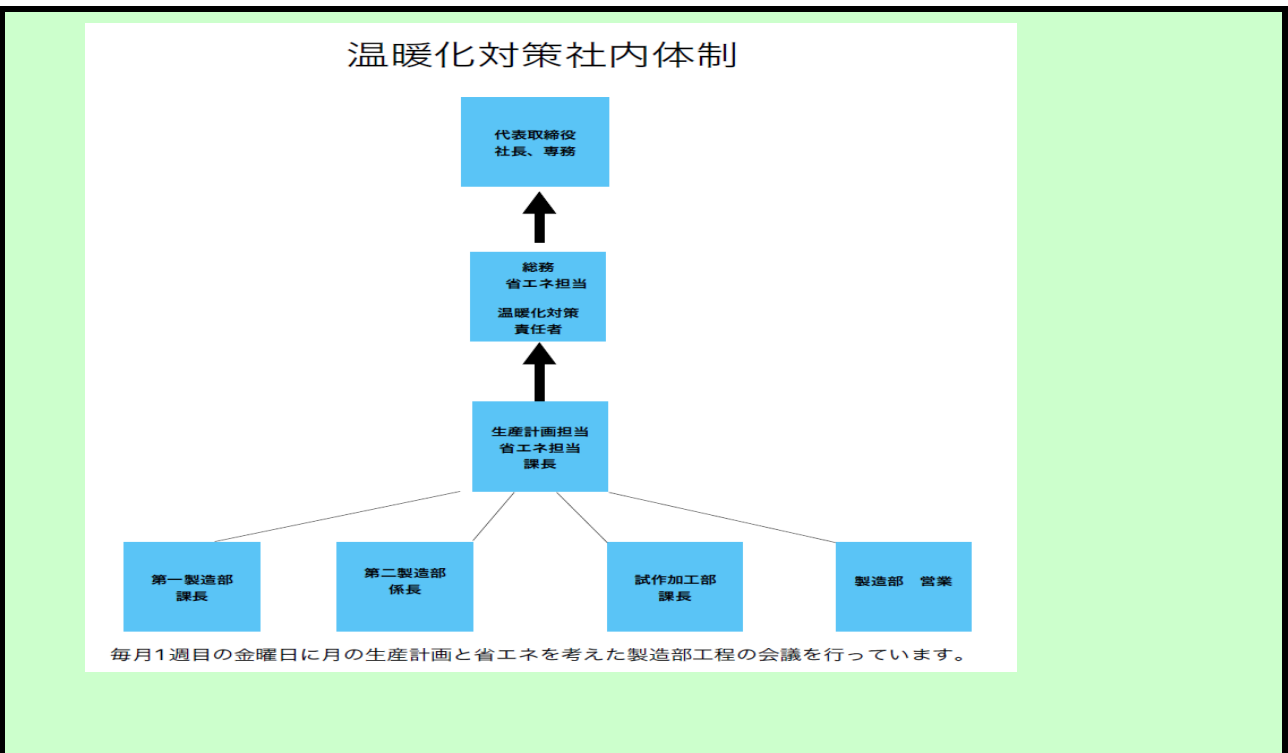 温暖化対策社内体制
代表取締役
社長、専務
総務
省エネ担当
温暖化対策
責任者
生産計画担当
省エネ担当
課長
第一製造部
課長
第二製造部
係長
試作加工部
課長
製造部　営業
毎月1週目の金曜日に月の生産計画と省エネを考えた製造部工程の会議を行っています。